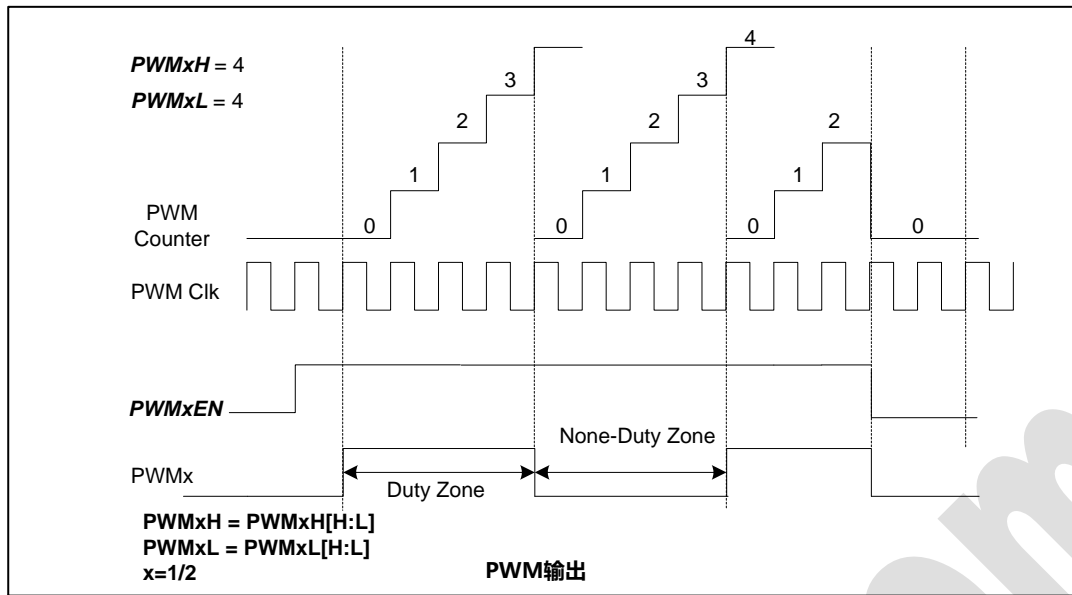 PWMxH = 4
PWMxL = 4
4
3
3
2
2
2
1
1
1
PWM
Counter
0
0
0
0
PWM Clk
PWMxEN
None-Duty Zone
PWMx
Duty Zone
PWMxH = PWMxH[H:L]
PWMxL = PWMxL[H:L]
x=1/2
PWM输出